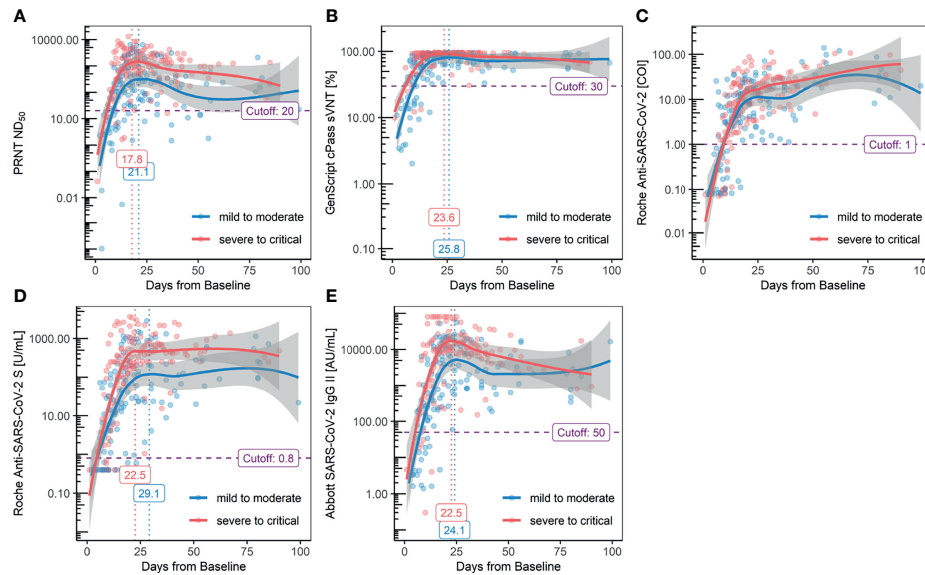 A
PRNT ND50
10000.00
10.00
0.01
Cutoff: 20
17.8
21.1
mild to moderate
severe to critical
0 25 50 75 100
Days from Baseline
B
GenScript cPass sVNT [%]
100.00
10.00
1.00
0.10
Cutoff: 30
23.6
25.8
mild to moderate
severe to critical
0 25 50 75 100
Days from Baseline
C
Roche Anti-SARS-CoV-2 [COI]
100.00
10.00
1.00
0.10
0.01
Cutoff: 1
mild to moderate
severe to critical
0 25 50 75 100
Days from Baseline
D
Roche Anti-SARS-CoV-2 S [U/mL]
1000.00
10.00
0.10
Cutoff: 0.8
22.5
29.1
mild to moderate
severe to critical
0 25 50 75 100
Days from Baseline
E
Abbott SARS-CoV-2 IgG II [AU/mL]
10000.00
100.00
1.00
Cutoff: 50
22.5
24.1
mild to moderate
severe to critical
0 25 50 75 100
Days from Baseline